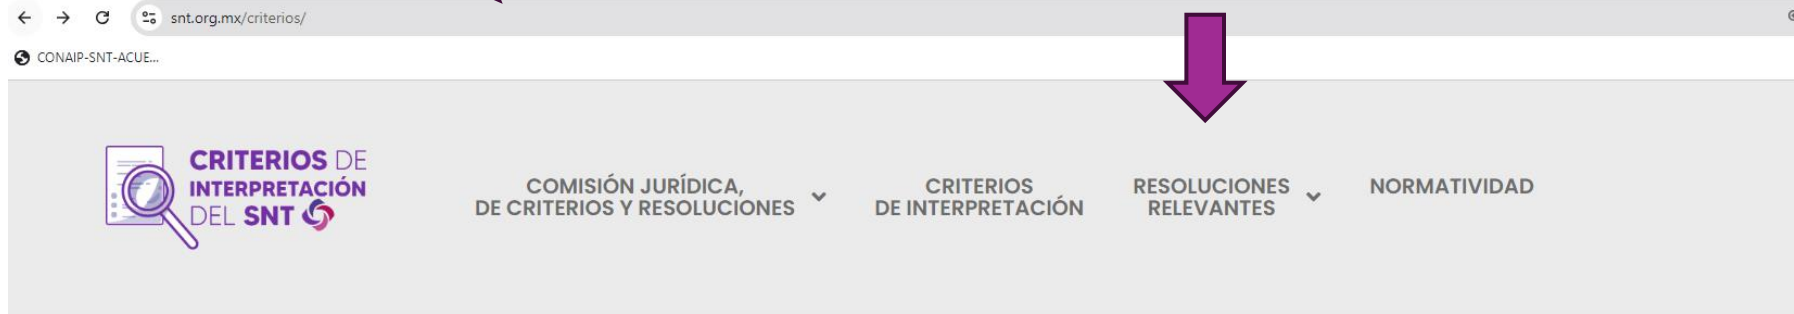 snt.org.mx/criterios/
CONAIP-SNT-ACUE...
CRITERIOS DE
INTERPRETACIÓN
DEL SNT
COMISIÓN JURÍDICA,
DE CRITERIOS Y RESOLUCIONES
CRITERIOS
DE INTERPRETACIÓN
RESOLUCIONES
RELEVANTES
NORMATIVIDAD